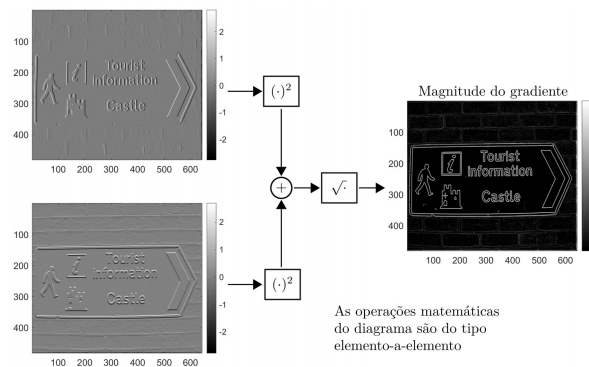 Tourist
Information
Castle
100
200
300
400
100 200 300 400 500 600
2
1
0
-1
-2
(·)²
Magnitude do gradiente
Tourist
Information
Castle
100
200
300
400
100 200 300 400 500 600
+
√·
Tourist
Information
Castle
100
200
300
400
100 200 300 400 500 600
2
1
0
-1
-2
(·)²
As operações matemáticas
do diagrama são do tipo
elemento-a-elemento